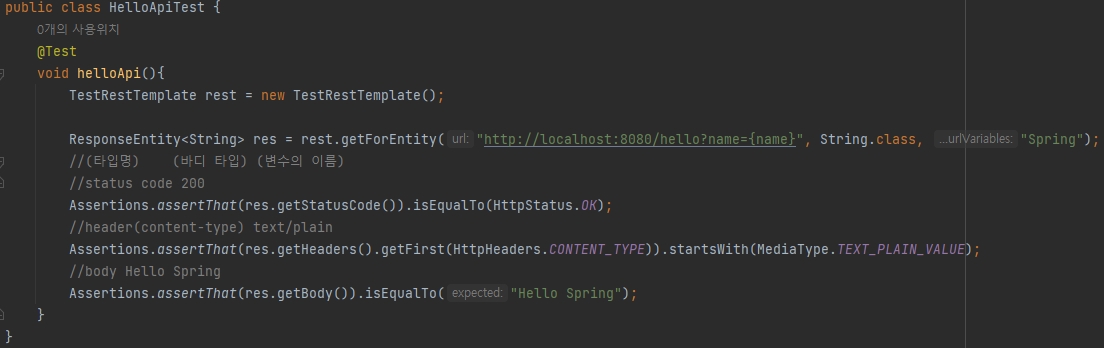 public class HelloApiTest {
0개의 사용위치
@Test
void helloApi(){
TestRestTemplate rest = new TestRestTemplate();
ResponseEntity<String> res = rest.getForEntity( url: "http://localhost:8080/hello?name={name}", String.class, ...urlVariables: "Spring");
//(타입명)    (바디 타입) (변수의 이름)
//status code 200
Assertions.assertThat(res.getStatusCode()).isEqualTo(HttpStatus.OK);
//header(content-type) text/plain
Assertions.assertThat(res.getHeaders().getFirst(HttpHeaders.CONTENT_TYPE)).startsWith(MediaType.TEXT_PLAIN_VALUE);
//body Hello Spring
Assertions.assertThat(res.getBody()).isEqualTo( expected: "Hello Spring");
}
}